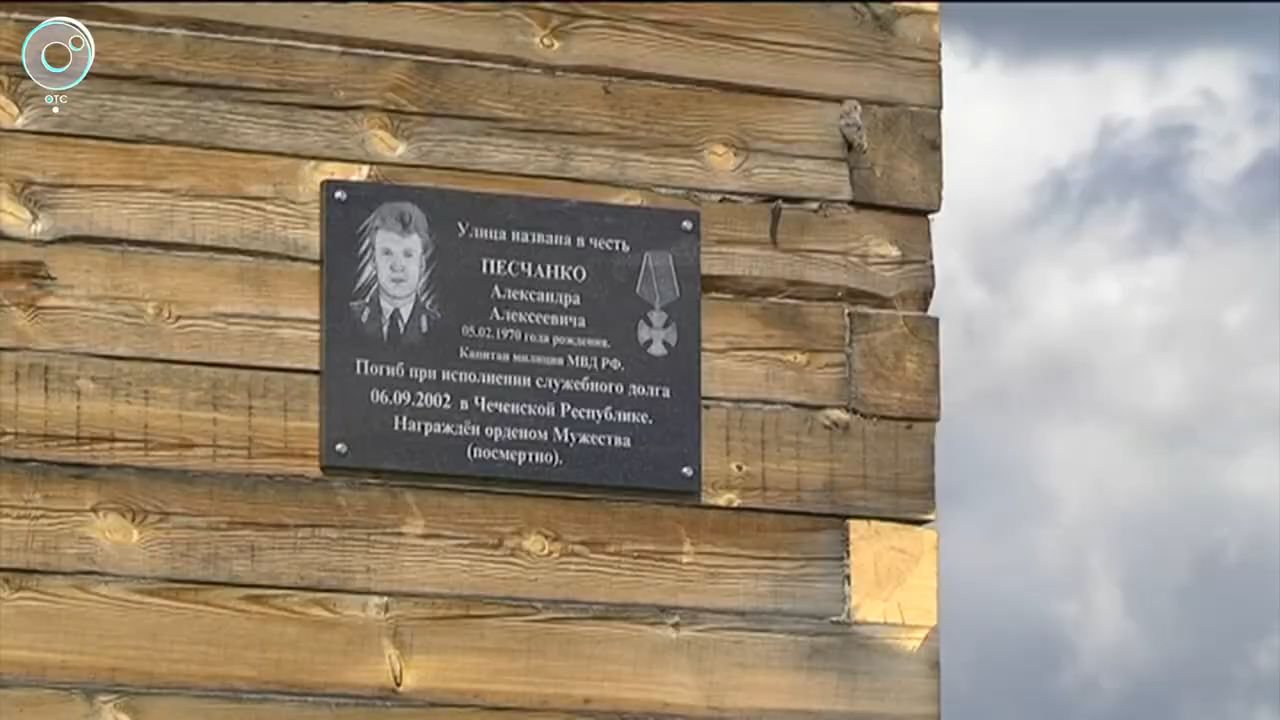 ОТС
Улица названа в честь
ПЕСЧАНКО
Александра
Алексеевича
05.02.1970 года рождения.
Капитан милиции МВД РФ.
Погиб при исполнении служебного долга
06.09.2002 в Чеченской Республике.
Награждён орденом Мужества
(посмертно).